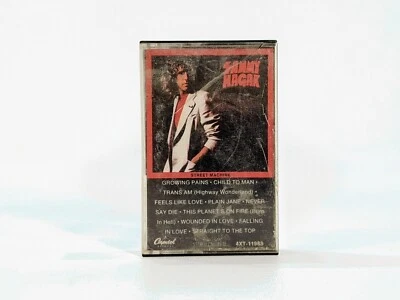 SAMMY
HAGAR
STREET MACHINE
GROWING PAINS • CHILD TO MAN •
TRANS AM (Highway Wonderland) •
FEELS LIKE LOVE • PLAIN JANE • NEVER
SAY DIE • THIS PLANET'S ON FIRE (Burn
In Hell) • WOUNDED IN LOVE • FALLING
IN LOVE • STRAIGHT TO THE TOP
Capitol
4XT-11983